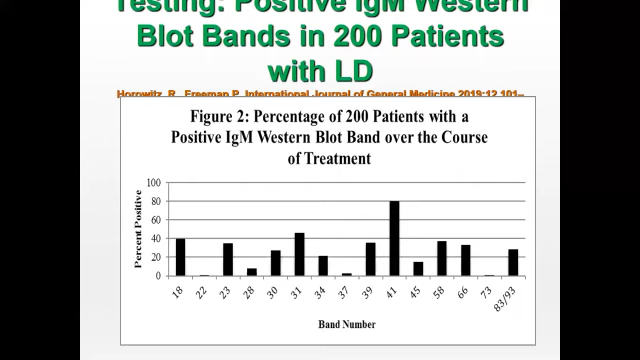 Testing: Positive IgM Western
Blot Bands in 200 Patients
with LD
Horowitz, R., Freeman P. International Journal of General Medicine 2019:12 101–
Figure 2: Percentage of 200 Patients with a
Positive IgM Western Blot Band over the Course
of Treatment
Percent Positive
100
80
60
40
20
0
18 22 23 28 30 31 34 37 39 41 45 58 66 73 83/93
Band Number